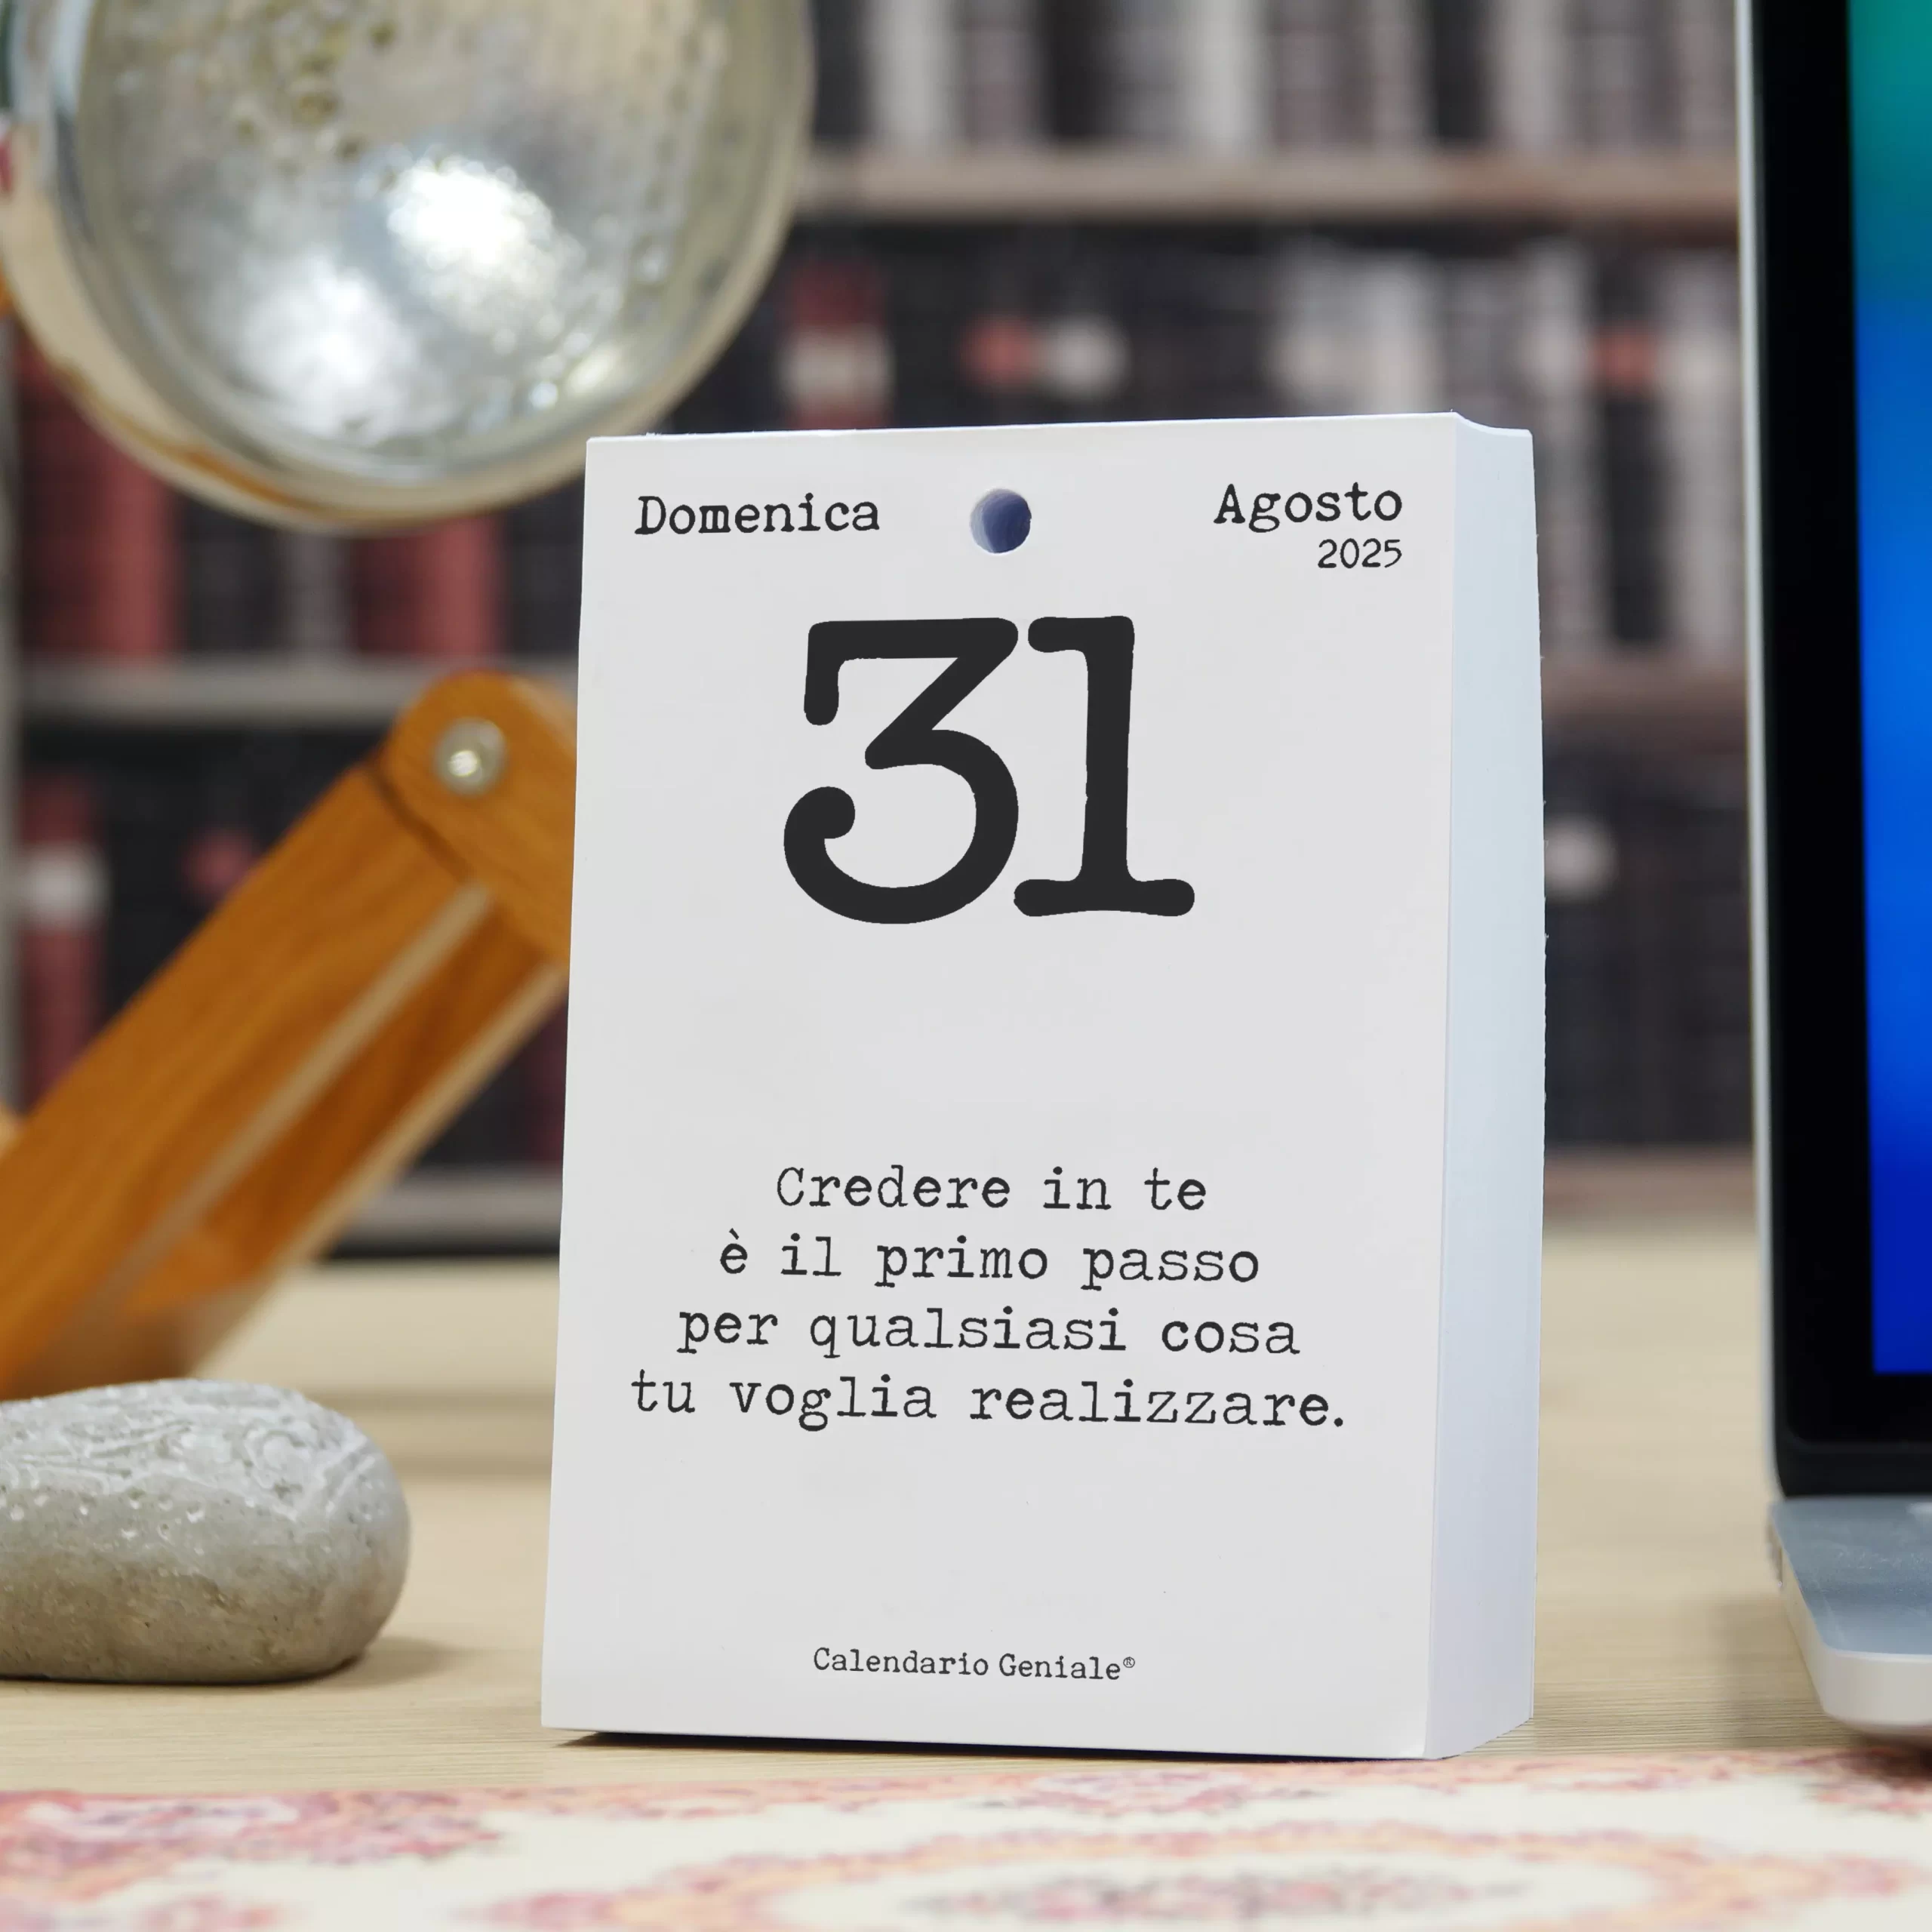 Domenica
Agosto
2025
31
Credere in te
è il primo passo
per qualsiasi cosa
tu voglia realizzare.
Calendario Geniale®